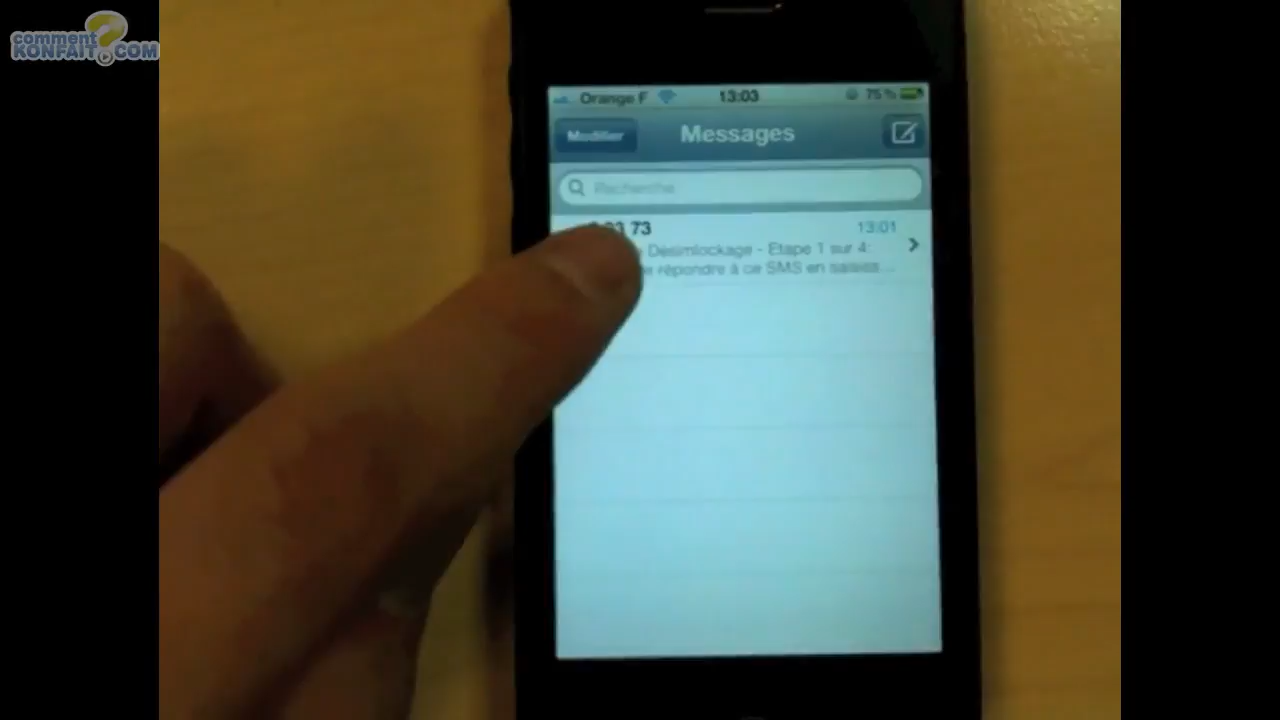 comment
KONFAIT.COM
Orange F 13:03 75 %
Modifier Messages
Recherche
73 13:01
Désimlockage - Etape 1 sur 4:
répondre à ce SMS en saisiss...